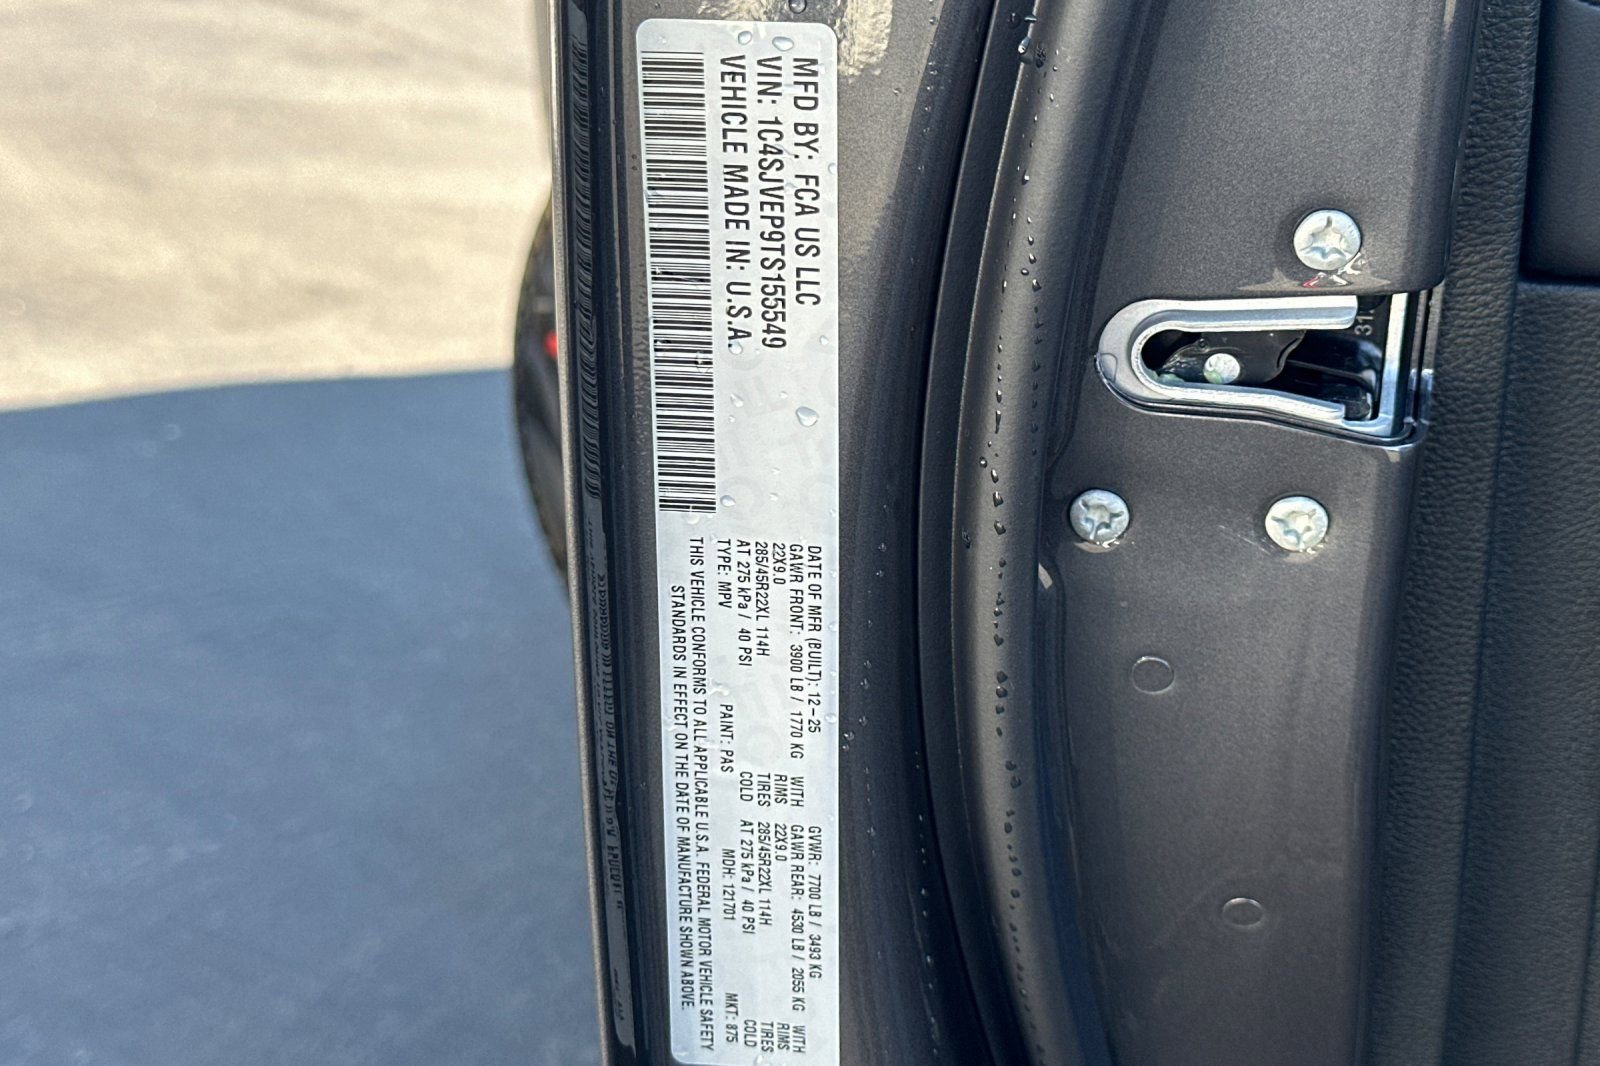 MFD BY: FCA US LLC
VIN: 1C4SJVEP9TS155549
VEHICLE MADE IN: U.S.A.
DATE OF MFR (BUILT): 12-25 GVWR: 7700 LB / 3493 KG
GAWR FRONT: 3900 LB / 1770 KG WITH GAWR REAR: 4530 LB / 2055 KG WITH
22X9.0 RIMS 22X9.0 RIMS
285/45R22XL 114H TIRES 285/45R22XL 114H TIRES
AT 275 kPa / 40 PSI COLD AT 275 kPa / 40 PSI COLD
TYPE: MPV PAINT: PAS MDH: 121701 MKT: 875
THIS VEHICLE CONFORMS TO ALL APPLICABLE U.S.A. FEDERAL MOTOR VEHICLE SAFETY
STANDARDS IN EFFECT ON THE DATE OF MANUFACTURE SHOWN ABOVE.